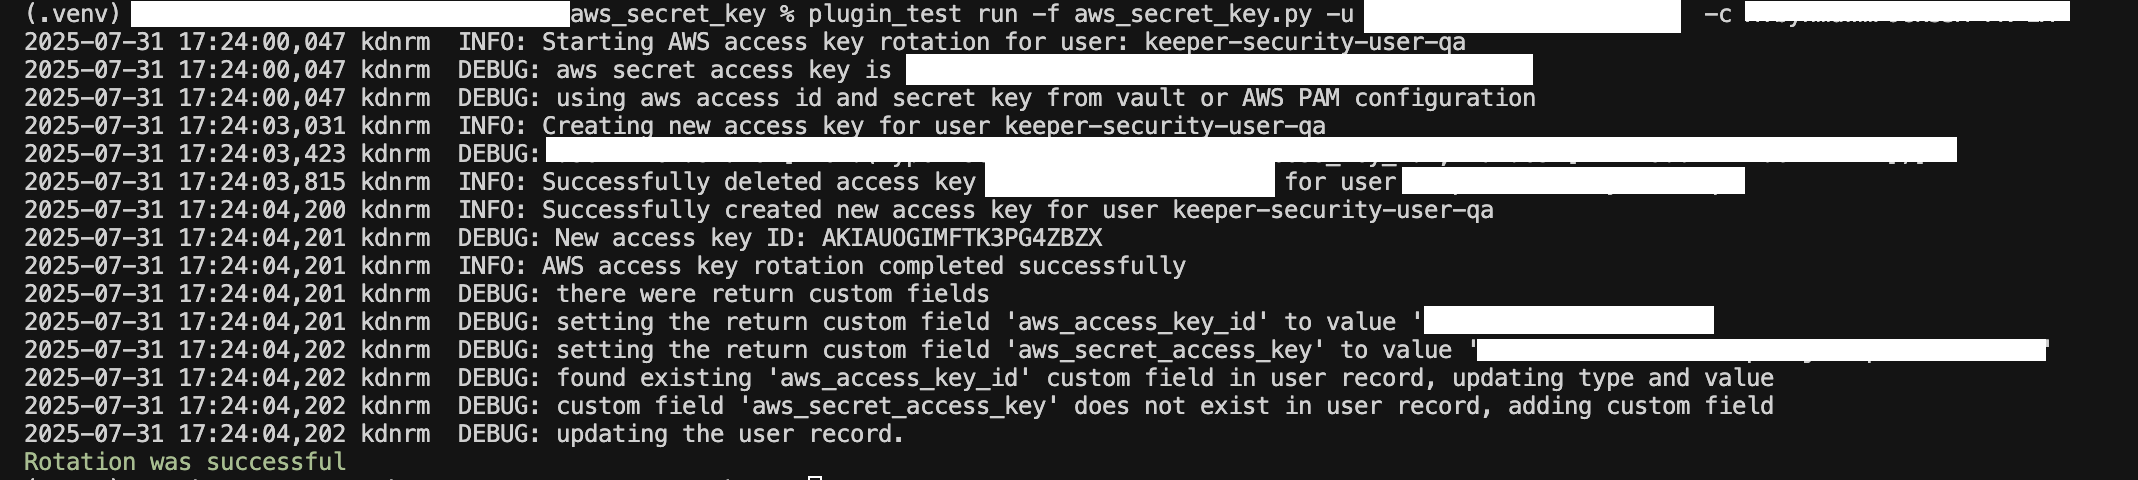 (.venv) aws_secret_key % plugin_test run -f aws_secret_key.py -u -c
2025-07-31 17:24:00,047 kdnrm INFO: Starting AWS access key rotation for user: keeper-security-user-qa
2025-07-31 17:24:00,047 kdnrm DEBUG: aws secret access key is
2025-07-31 17:24:00,047 kdnrm DEBUG: using aws access id and secret key from vault or AWS PAM configuration
2025-07-31 17:24:03,031 kdnrm INFO: Creating new access key for user keeper-security-user-qa
2025-07-31 17:24:03,423 kdnrm DEBUG:
2025-07-31 17:24:03,815 kdnrm INFO: Successfully deleted access key for user
2025-07-31 17:24:04,200 kdnrm INFO: Successfully created new access key for user keeper-security-user-qa
2025-07-31 17:24:04,201 kdnrm DEBUG: New access key ID: AKIAUOGIMFTK3PG4ZBZX
2025-07-31 17:24:04,201 kdnrm INFO: AWS access key rotation completed successfully
2025-07-31 17:24:04,201 kdnrm DEBUG: there were return custom fields
2025-07-31 17:24:04,201 kdnrm DEBUG: setting the return custom field 'aws_access_key_id' to value '
2025-07-31 17:24:04,202 kdnrm DEBUG: setting the return custom field 'aws_secret_access_key' to value ' '
2025-07-31 17:24:04,202 kdnrm DEBUG: found existing 'aws_access_key_id' custom field in user record, updating type and value
2025-07-31 17:24:04,202 kdnrm DEBUG: custom field 'aws_secret_access_key' does not exist in user record, adding custom field
2025-07-31 17:24:04,202 kdnrm DEBUG: updating the user record.
Rotation was successful